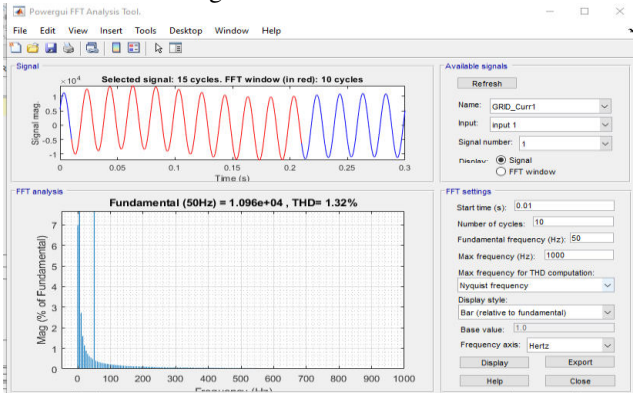 Powergui FFT Analysis Tool.
File Edit View Insert Tools Desktop Window Help
Signal
×10⁴
Selected signal: 15 cycles. FFT window (in red): 10 cycles
1
0.5
0
-0.5
-1
Signal mag.
0 0.05 0.1 0.15 0.2 0.25 0.3
Time (s)
FFT analysis
Fundamental (50Hz) = 1.096e+04 , THD= 1.32%
7
6
5
4
3
2
1
0
Mag (% of Fundamental)
0 100 200 300 400 500 600 700 800 900 1000
Frequency (Hz)
Available signals
Refresh
Name: GRID_Curr1
Input: input 1
Signal number: 1
Display: Signal
FFT window
FFT settings
Start time (s): 0.01
Number of cycles: 10
Fundamental frequency (Hz): 50
Max frequency (Hz): 1000
Max frequency for THD computation:
Nyquist frequency
Display style:
Bar (relative to fundamental)
Base value: 1.0
Frequency axis: Hertz
Display Export
Help Close